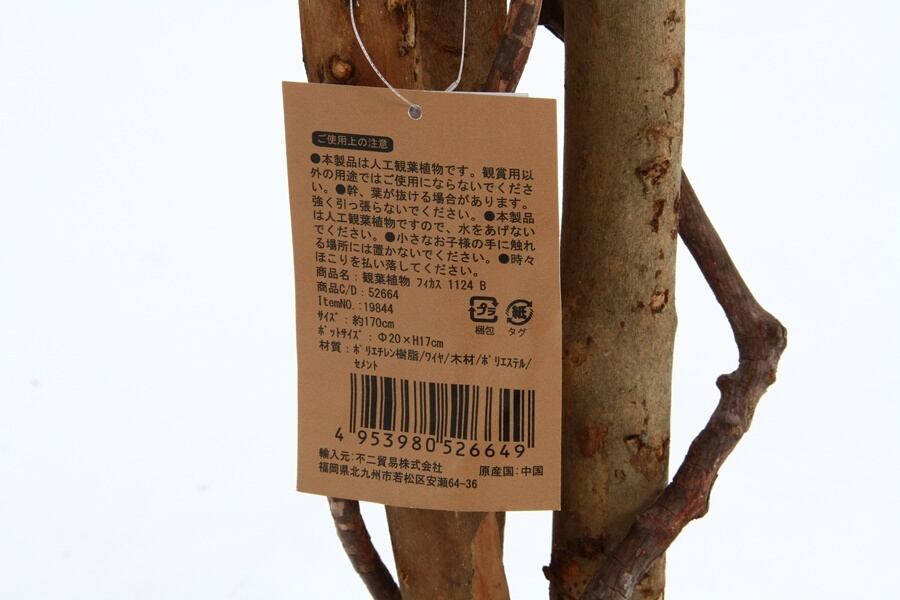 ご使用上の注意
●本製品は人工観葉植物です。観賞用以
外の用途ではご使用にならないでくださ
い。●幹、葉が抜ける場合があります。
強く引っ張らないでください。●本製品
は人工観葉植物ですので、水をあげない
でください。●小さなお子様の手に触れ
る場所には置かないでください。●時々
ほこりを払い落してください。
商品名：観葉植物 フィカス 1124 B
商品C/D：52664
ItemNO.:19844
サイズ：約170cm
ポットサイズ：Φ20×H17cm
材質：ポリエチレン樹脂/ワイヤ/木材/ポリエステル/
セメント
プラ 紙
梱包 タグ
4 953980 526649
輸入元:不二貿易株式会社 原産国:中国
福岡県北九州市若松区安瀬64-36